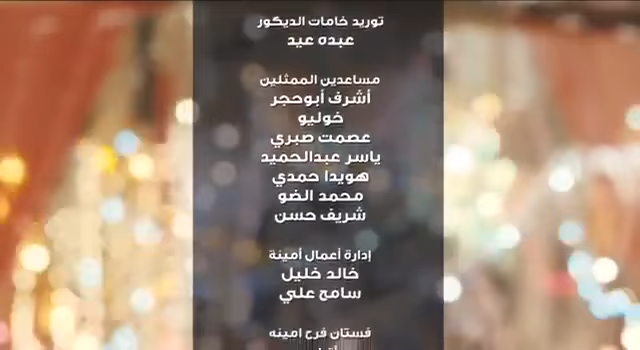 توريد خامات الديكور
عبده عيد
مساعدين الممثلين
أشرف أبوحجر
خوليو
عصمت صبري
ياسر عبدالحميد
هويدا حمدي
محمد الضو
شريف حسن
إدارة أعمال أمينة
خالد خليل
سامح علي
فستان فرح امينه